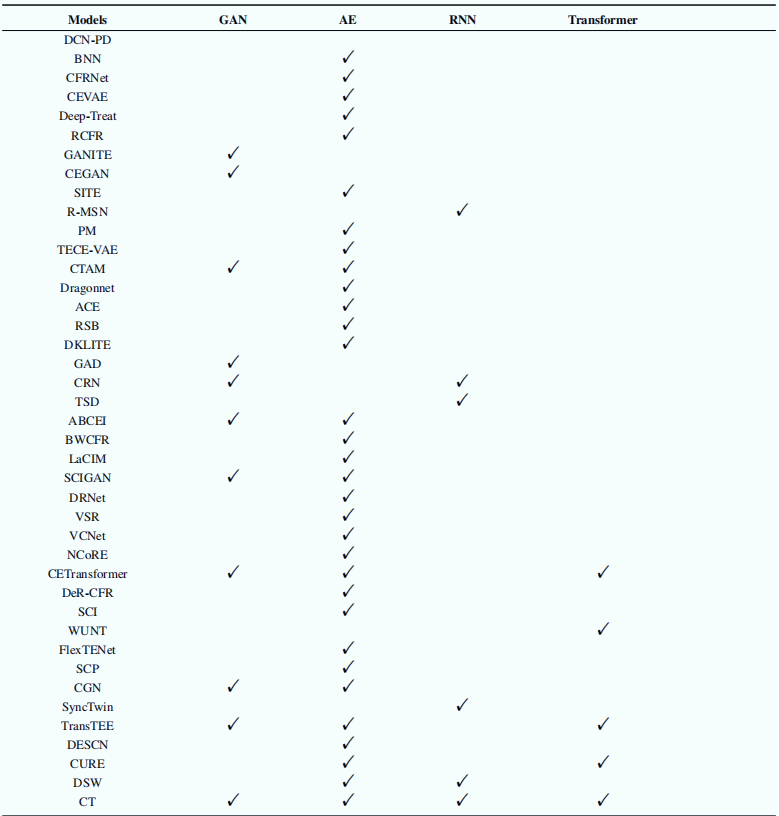 Models GAN AE RNN Transformer
DCN-PD
BNN ✓
CFRNet ✓
CEVAE ✓
Deep-Treat ✓
RCFR ✓
GANITE ✓
CEGAN ✓
SITE ✓
R-MSN ✓
PM ✓
TECE-VAE ✓
CTAM ✓ ✓
Dragonnet ✓
ACE ✓
RSB ✓
DKLITE ✓
GAD ✓
CRN ✓ ✓
TSD ✓
ABCEI ✓ ✓
BWCFR ✓
LaCIM ✓
SCIGAN ✓ ✓
DRNet ✓
VSR ✓
VCNet ✓
NCoRE ✓
CETransformer ✓ ✓ ✓
DeR-CFR ✓
SCI ✓
WUNT ✓
FlexTENet ✓
SCP ✓
CGN ✓ ✓
SyncTwin ✓
TransTEE ✓ ✓ ✓
DESCN ✓
CURE ✓ ✓
DSW ✓ ✓
CT ✓ ✓ ✓ ✓